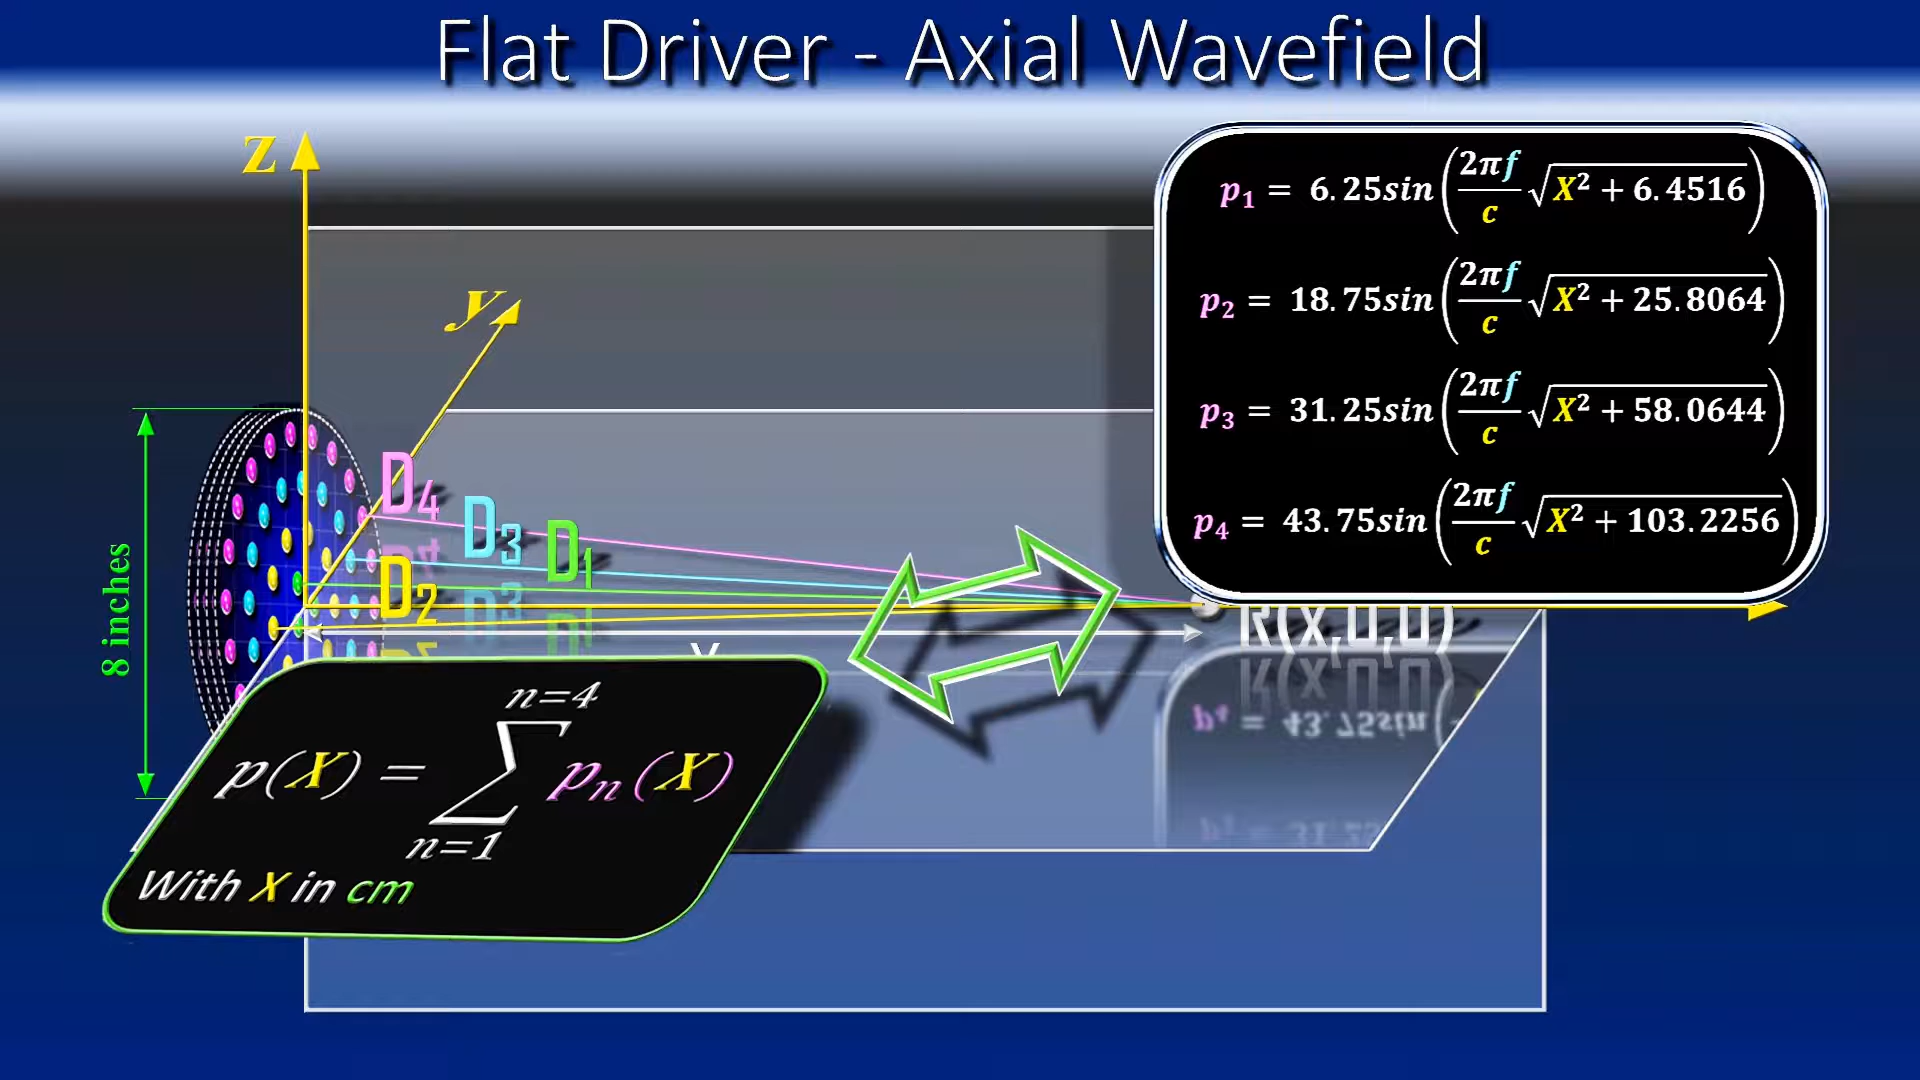 Flat Driver - Axial Wavefield
z
y
p₁ = 6.25sin(2πf/c √X² + 6.4516)
p₂ = 18.75sin(2πf/c √X² + 25.8064)
p₃ = 31.25sin(2πf/c √X² + 58.0644)
p₄ = 43.75sin(2πf/c √X² + 103.2256)
D₄
D₃
D₁
D₂
8 inches
R(X,0,0)
p(X) = ∑ n=1 n=4 pₙ(X)
With X in cm